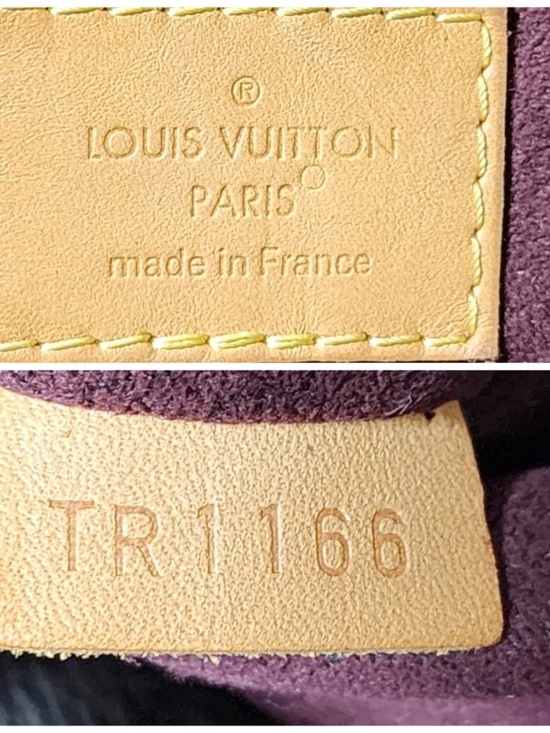 ®
LOUIS VUITTON
PARIS
made in France
TR1166